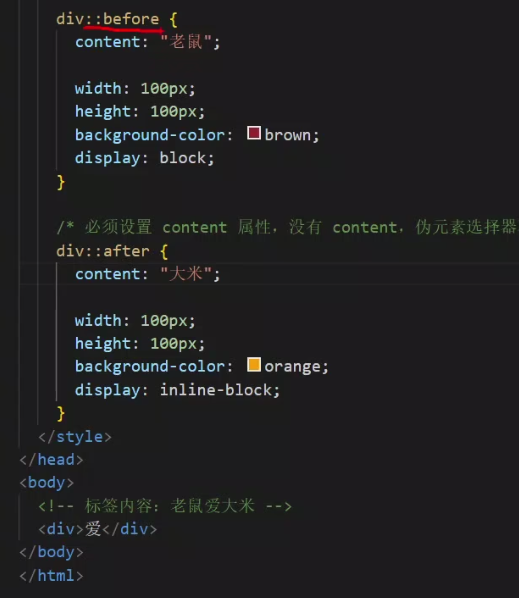 div::before {
content: "老鼠";
width: 100px;
height: 100px;
background-color: brown;
display: block;
}
/* 必须设置 content 属性，没有 content，伪元素选择器
div::after {
content: "大米";
width: 100px;
height: 100px;
background-color: orange;
display: inline-block;
}
</style>
</head>
<body>
<!-- 标签内容：老鼠爱大米 -->
<div>爱</div>
</body>
</html>